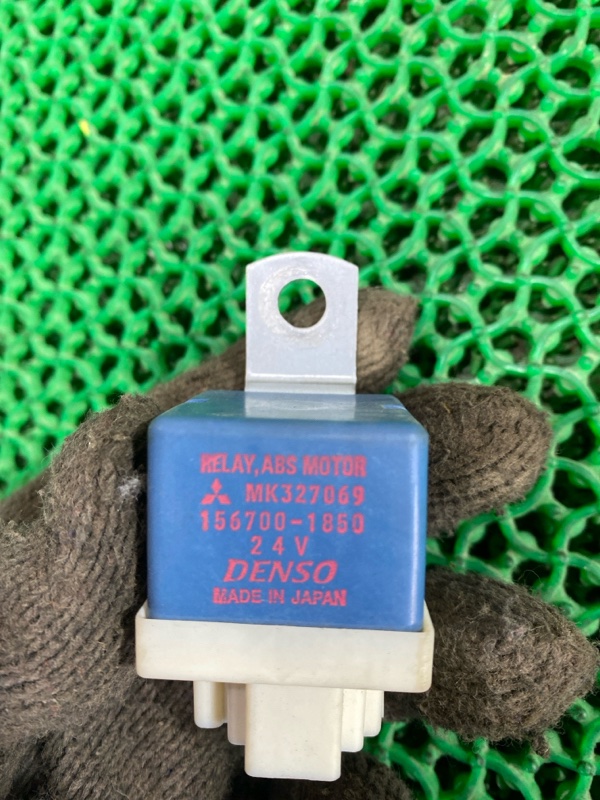 RELAY, ABS MOTOR
MK327069
156700-1850
24V
DENSO
MADE IN JAPAN